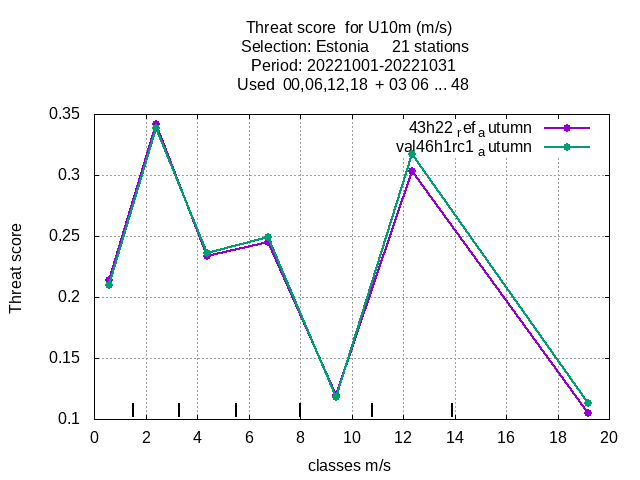 Threat score  for U10m (m/s)
Selection: Estonia     21 stations
Period: 20221001-20221031
Used  00,06,12,18  + 03 06 ... 48
0.35
0.3
0.25
0.2
0.15
0.1
Threat score
43h22refautumn
val46h1rc1autumn
0 2 4 6 8 10 12 14 16 18 20
classes m/s